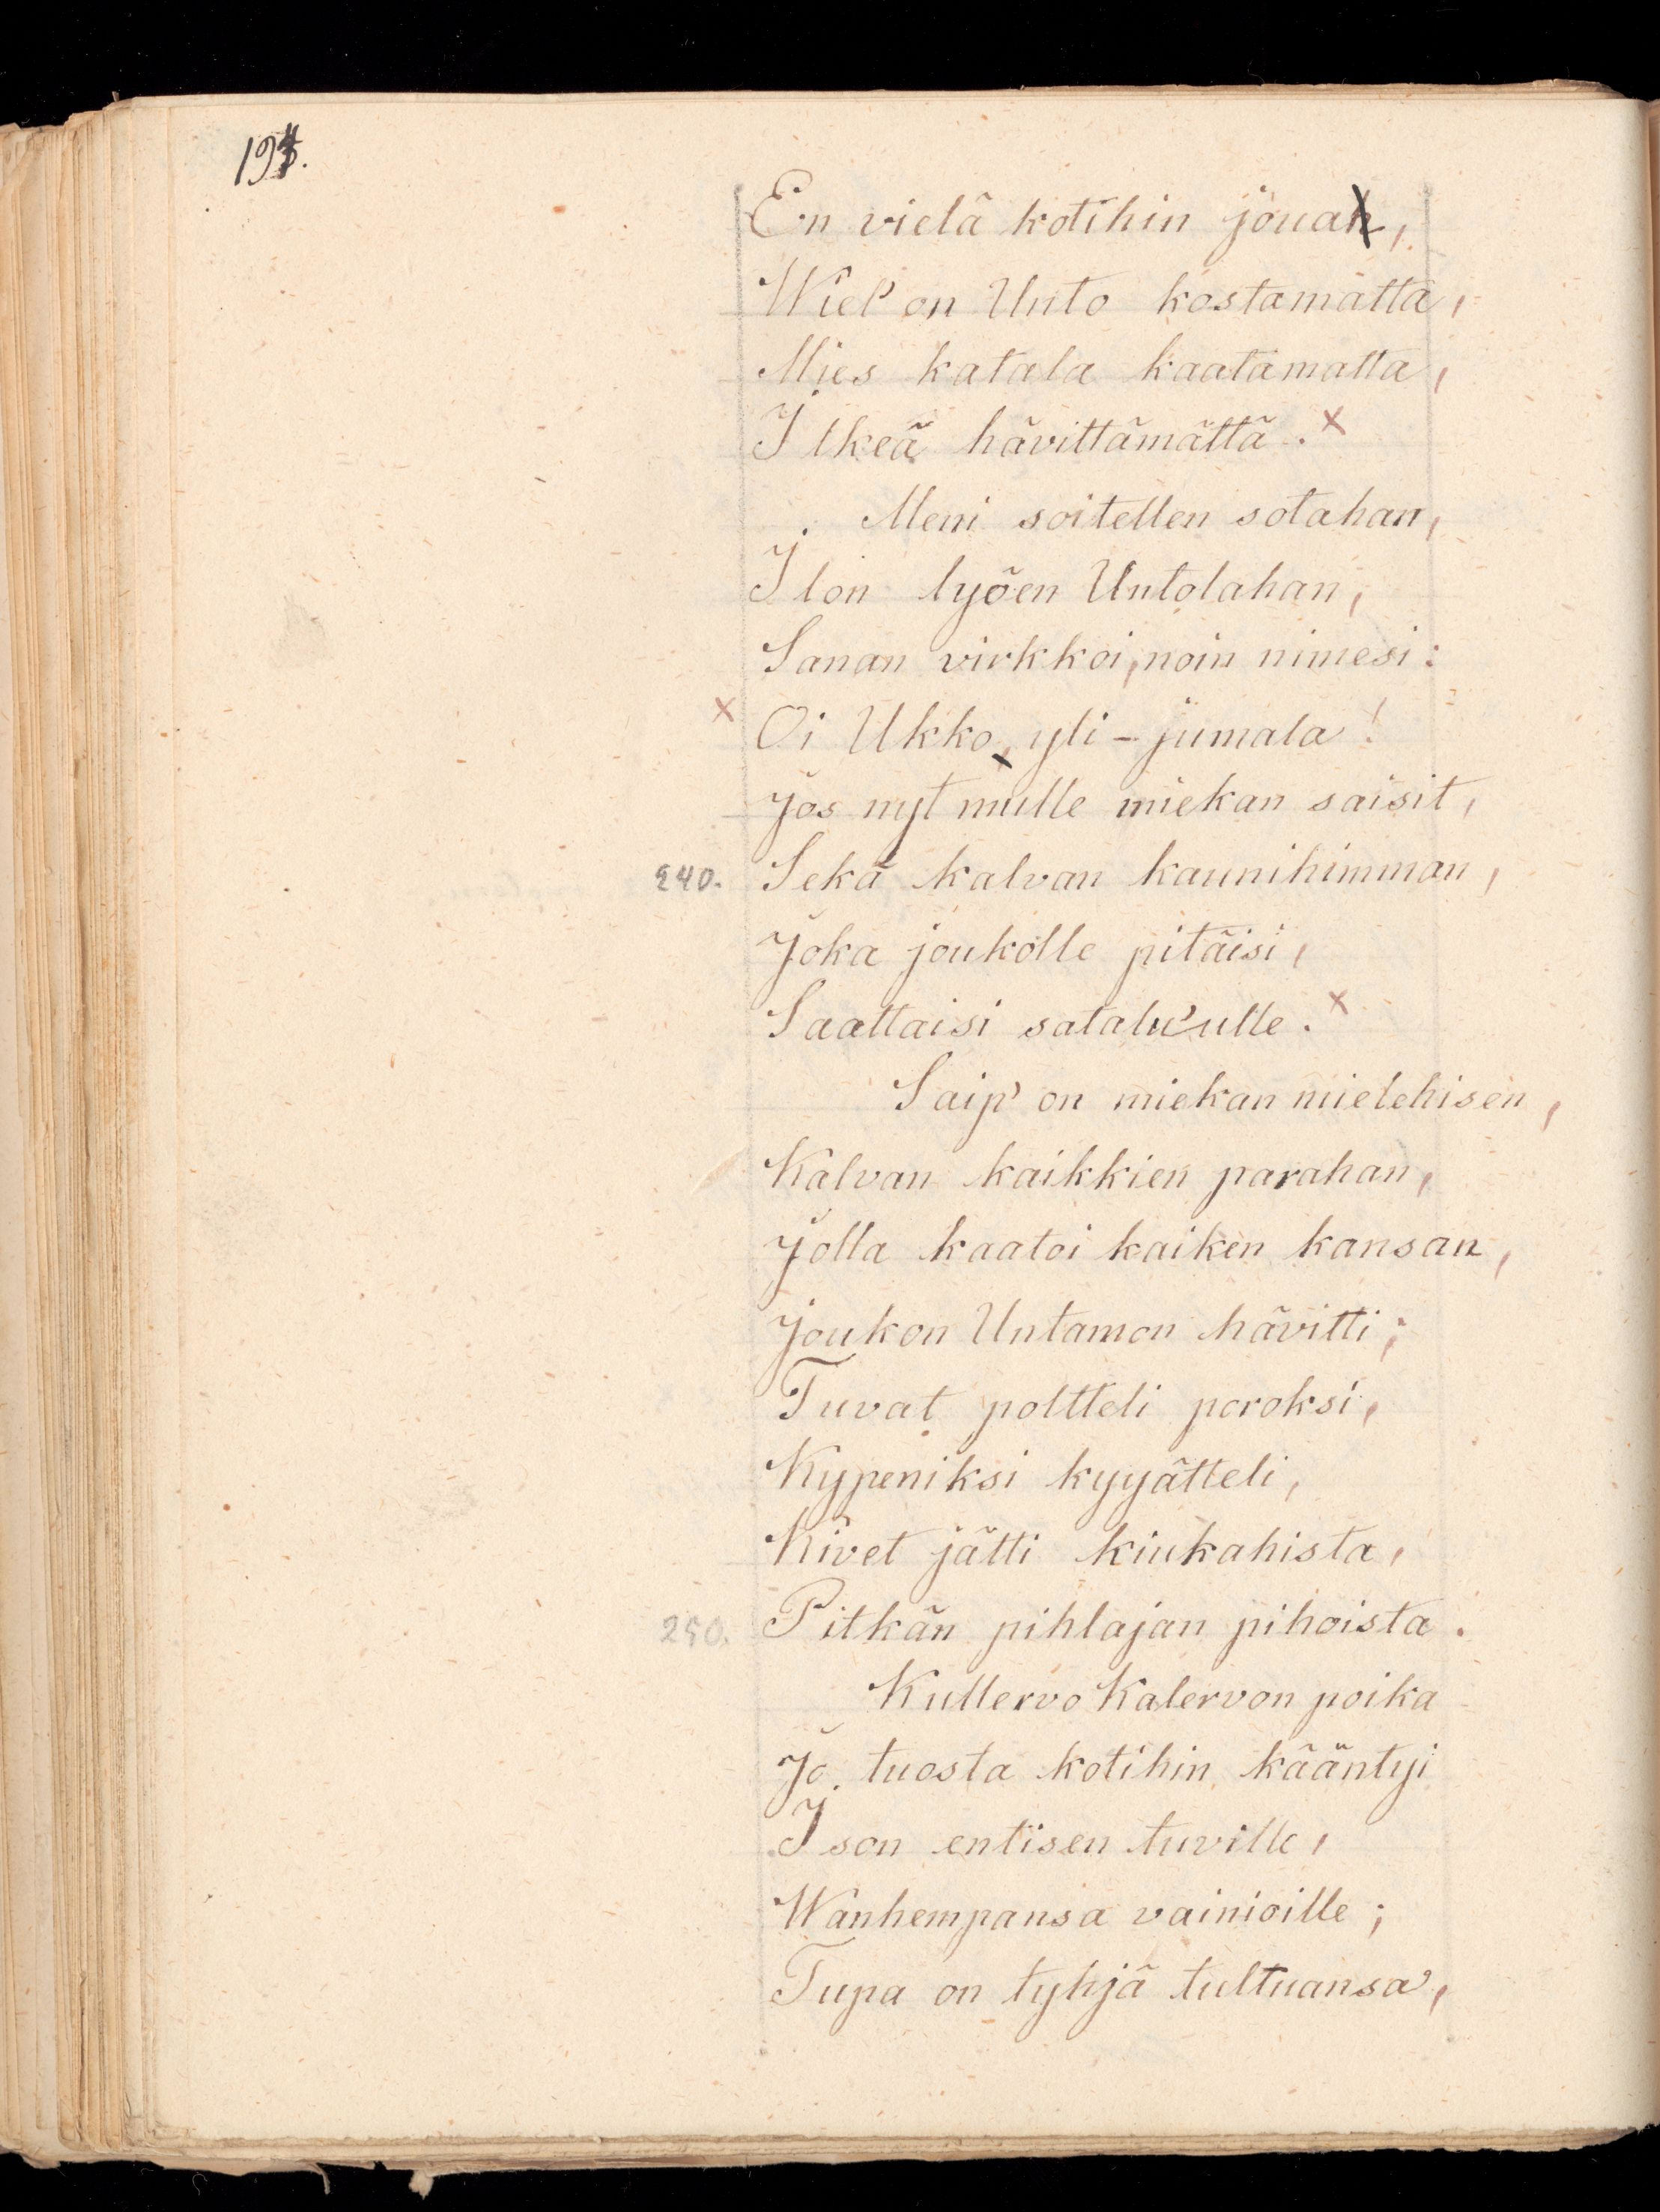 194.
En vielä kotihin joua,
Wiel' on Unto kostamatta,
Mies katala kaatamatta,
Ilkeä hävittämättä. x
Meni soitellen sotahan,
Ilon lyöen Untolahan,
Sanan virkkoi, noin nimesi:
x Oi Ukko, yli-jumala!
Jos nyt mulle miekan saisit,
240. Sekä kalvan kaunihimman,
Joka joukolle pitäisi,
Saattaisi satalu'ulle. x
Saip' on miekan mielehisen,
Kalvan kaikkien parahan,
Jolla kaatoi kaiken kansan,
Joukon Untamon hävitti;
Tuvat poltteli poroksi,
Kypeniksi kyyätteli,
Kivet jätti kiukahista,
250. Pitkän pihlajan pihoista.
Kullervo Kalervon poika
Jo tuosta kotihin kääntyi
Ison entisen tuville,
Wanhempansa vainioille;
Tupa on tyhjä tultuansa,